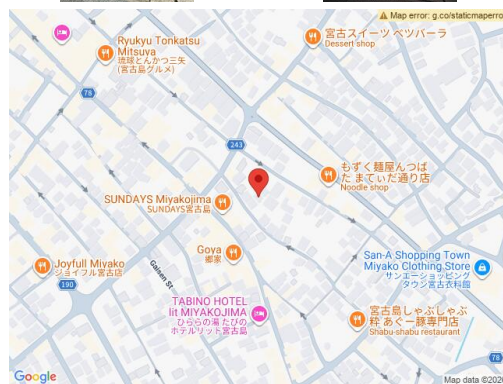 Map error: g.co/staticmaperro
Ryukyu Tonkatsu
Mitsuya
琉球とんかつ三矢
(宮古島グルメ)
宮古スイーツ ベツバーラ
Dessert shop
78
243
もずく麺屋んつば
た まてぃだ通り店
Noodle shop
SUNDAYS Miyakojima
SUNDAYS宮古島
Goya
郷家
Joyfull Miyako
ジョイフル宮古店
Gaisen St
190
San-A Shopping Town
Miyako Clothing Store
サンエーショッピング
タウン宮古衣料館
TABINO HOTEL
lit MIYAKOJIMA
ひららの湯 たびの
ホテルリット宮古島
宮古島しゃぶしゃぶ
粋 あぐー豚専門店
Shabu-shabu restaurant
78
Google
Map data ©202